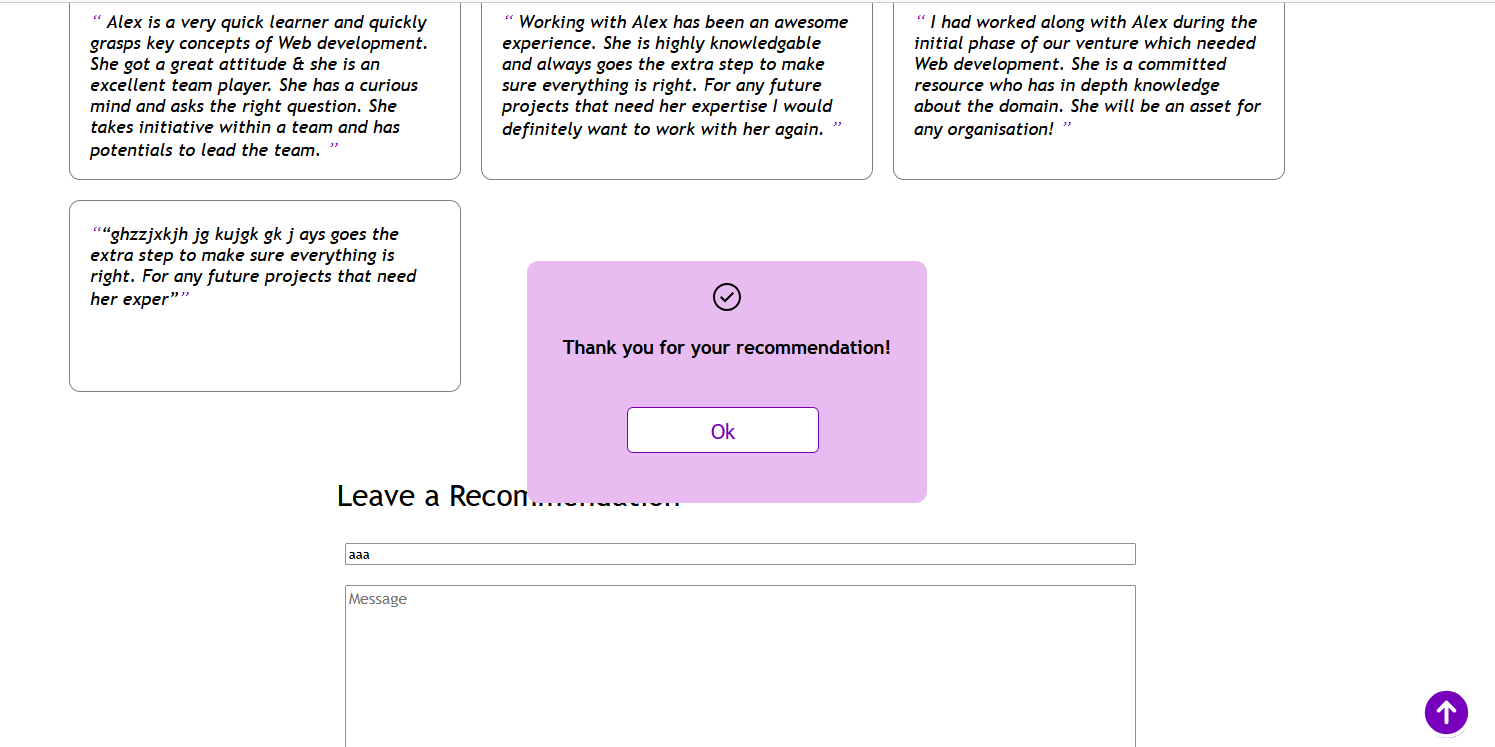 “ Alex is a very quick learner and quickly
grasps key concepts of Web development.
She got a great attitude & she is an
excellent team player. She has a curious
mind and asks the right question. She
takes initiative within a team and has
potentials to lead the team. ”
“ Working with Alex has been an awesome
experience. She is highly knowledgable
and always goes the extra step to make
sure everything is right. For any future
projects that need her expertise I would
definitely want to work with her again. ”
“ I had worked along with Alex during the
initial phase of our venture which needed
Web development. She is a committed
resource who has in depth knowledge
about the domain. She will be an asset for
any organisation! ”
““ghzzjxkjh jg kujgk gk j ays goes the
extra step to make sure everything is
right. For any future projects that need
her exper””
Thank you for your recommendation!
Ok
Leave a Recommendation
aaa
Message